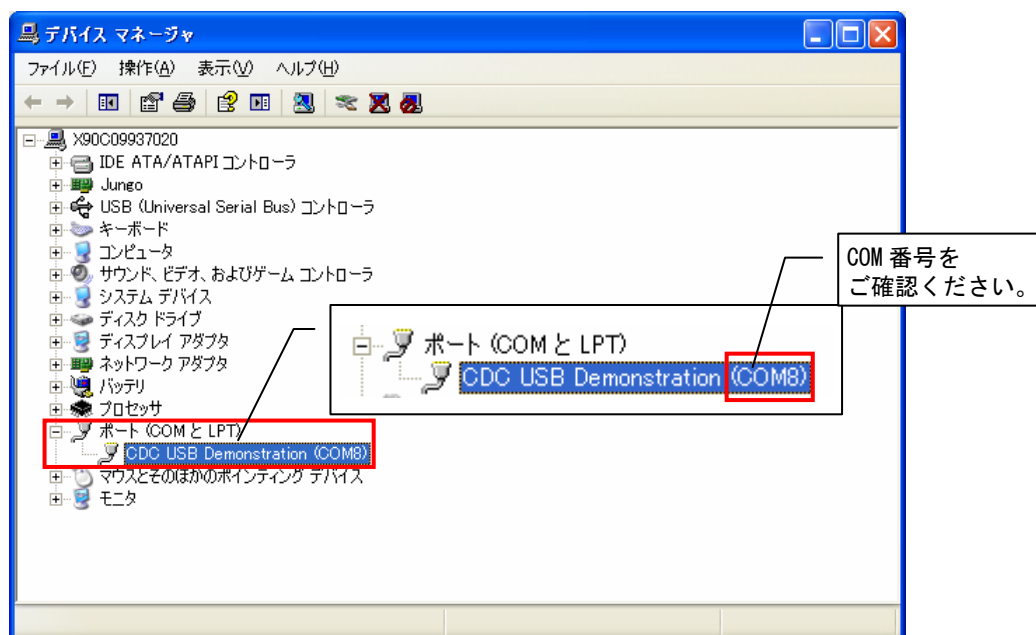 デバイス マネージャ
ファイル(F) 操作(A) 表示(V) ヘルプ(H)
X90C09937020
IDE ATA/ATAPI コントローラ
Jungo
USB (Universal Serial Bus) コントローラ
キーボード
コンピュータ
サウンド、ビデオ、およびゲーム コントローラ
システム デバイス
ディスク ドライブ
ディスプレイ アダプタ
ネットワーク アダプタ
バッテリ
プロセッサ
ポート (COM と LPT)
CDC USB Demonstration (COM8)
マウスとそのほかのポインティング デバイス
モニタ
ポート (COM と LPT)
CDC USB Demonstration (COM8)
COM 番号を
ご確認ください。